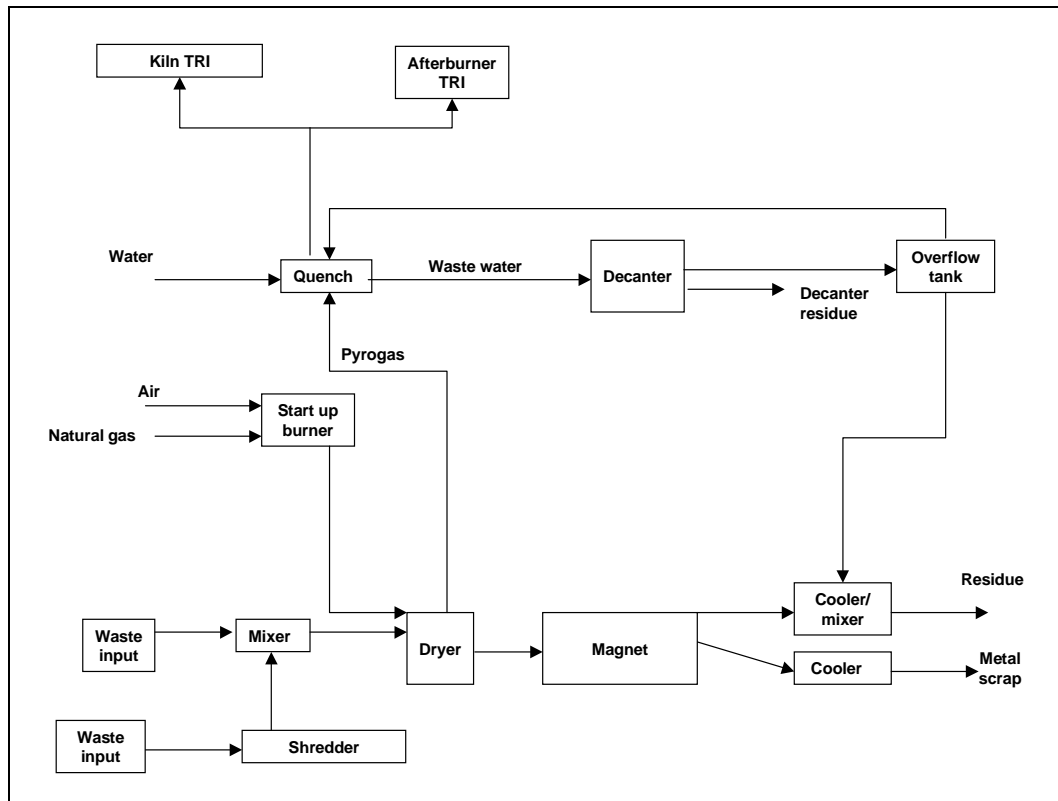 Kiln TRI
Afterburner
TRI
Water
Quench
Waste water
Decanter
Overflow
tank
Decanter
residue
Pyrogas
Air
Start up
burner
Natural gas
Waste
input
Mixer
Dryer
Magnet
Cooler/
mixer
Residue
Cooler
Metal
scrap
Waste
input
Shredder